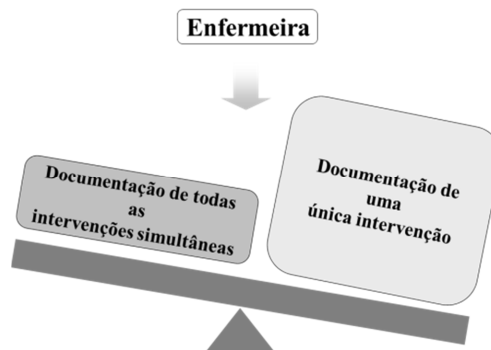 Enfermeira
Documentação de todas
as
intervenções simultâneas
Documentação de
uma
única intervenção